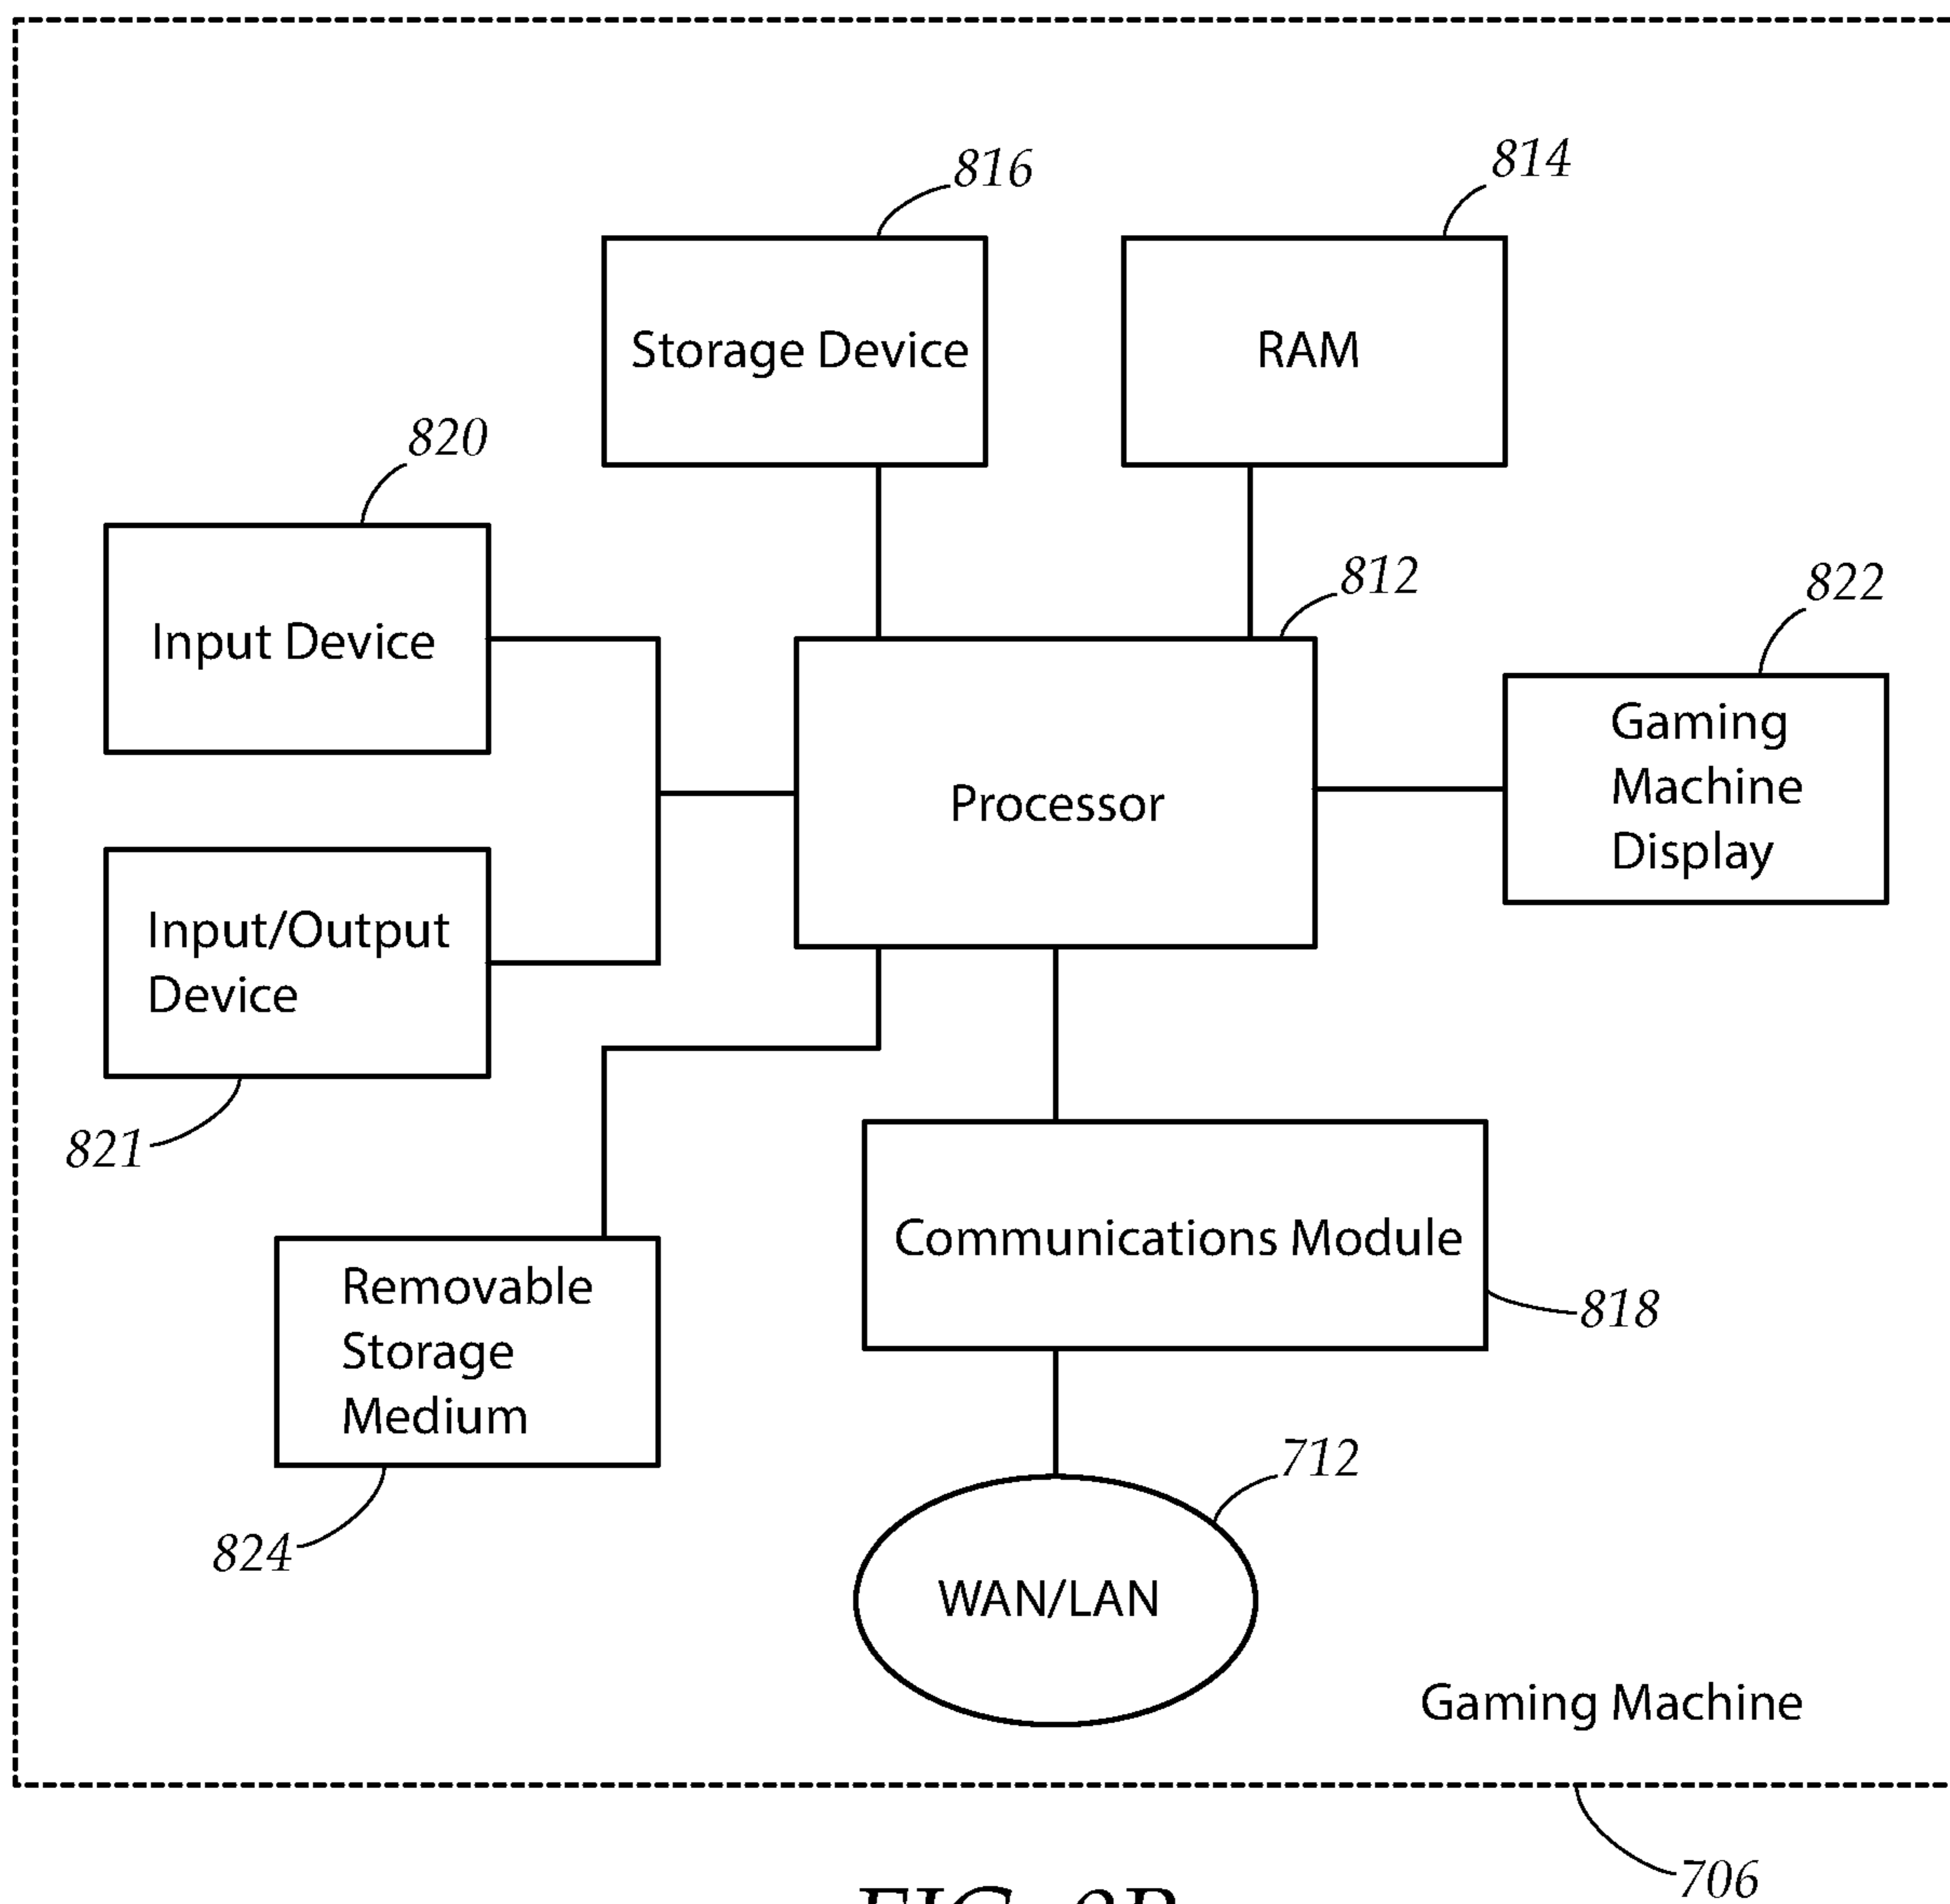 816
814
Storage Device
RAM
820
812
822
Input Device
Gaming
Machine
Display
Processor
Input/Output
Device
821
Communications Module
818
Removable
Storage
Medium
824
712
WAN/LAN
Gaming Machine
706